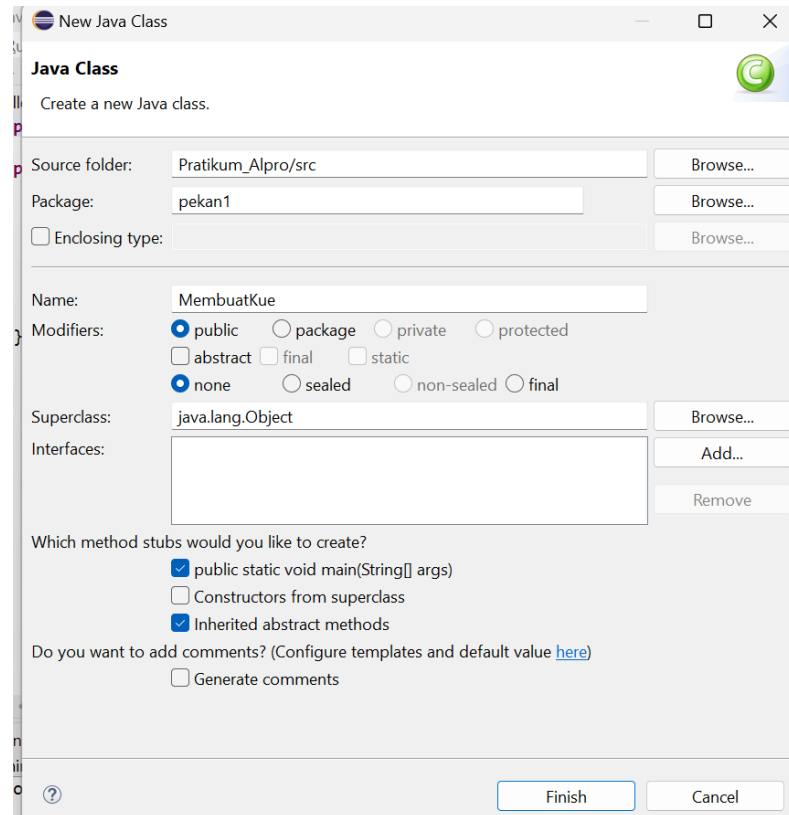 New Java Class
Java Class
Create a new Java class.
Source folder: Pratikum_Alpro/src Browse...
Package: pekan1 Browse...
Enclosing type: Browse...
Name: MembuatKue
Modifiers: public package private protected
abstract final static
none sealed non-sealed final
Superclass: java.lang.Object Browse...
Interfaces: Add...
Remove
Which method stubs would you like to create?
public static void main(String[] args)
Constructors from superclass
Inherited abstract methods
Do you want to add comments? (Configure templates and default value here)
Generate comments
Finish Cancel